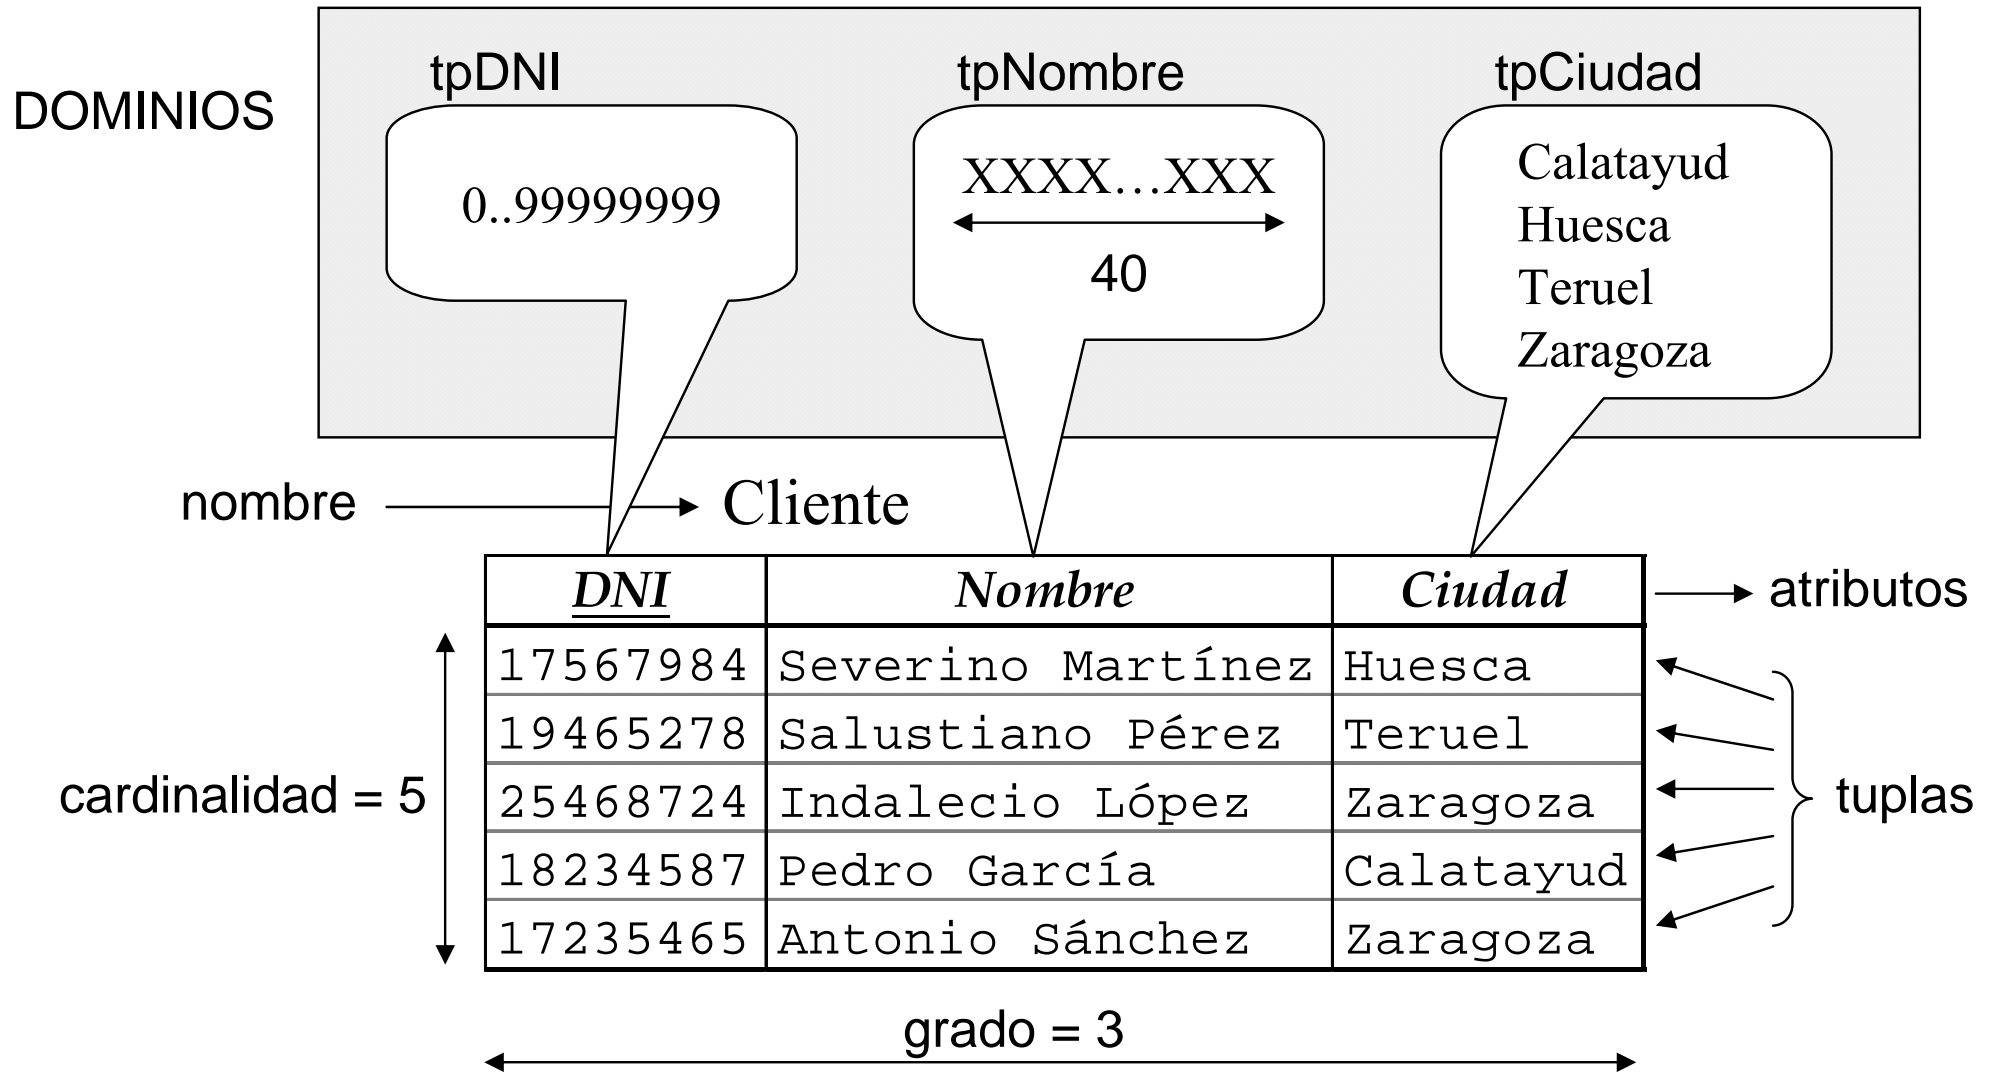 DOMINIOS
tpDNI
tpNombre
tpCiudad
0..99999999
XXXX…XXX
40
Calatayud
Huesca
Teruel
Zaragoza
nombre
Cliente
DNI Nombre Ciudad
atributos
17567984 Severino Martínez Huesca
19465278 Salustiano Pérez Teruel
25468724 Indalecio López Zaragoza
18234587 Pedro García Calatayud
17235465 Antonio Sánchez Zaragoza
cardinalidad = 5
tuplas
grado = 3